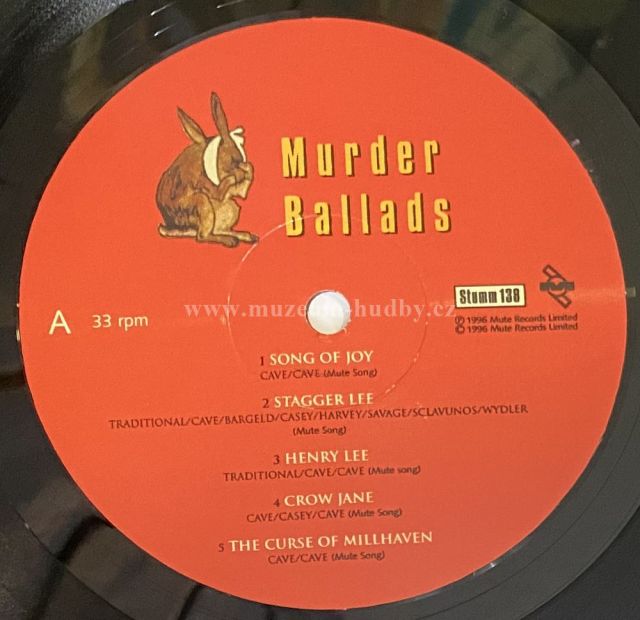 Murder
Ballads
Stumm138
℗ 1996 Mute Records Limited
© 1996 Mute Records Limited
A 33 rpm
www.muzeum-hudby.cz
1 SONG OF JOY
CAVE/CAVE (Mute Song)
2 STAGGER LEE
TRADITIONAL/CAVE/BARGELD/CASEY/HARVEY/SAVAGE/SCLAVUNOS/WYDLER
(Mute Song)
3 HENRY LEE
TRADITIONAL/CAVE/CAVE (Mute song)
4 CROW JANE
CAVE/CASEY/CAVE (Mute Song)
5 THE CURSE OF MILLHAVEN
CAVE/CAVE (Mute Song)